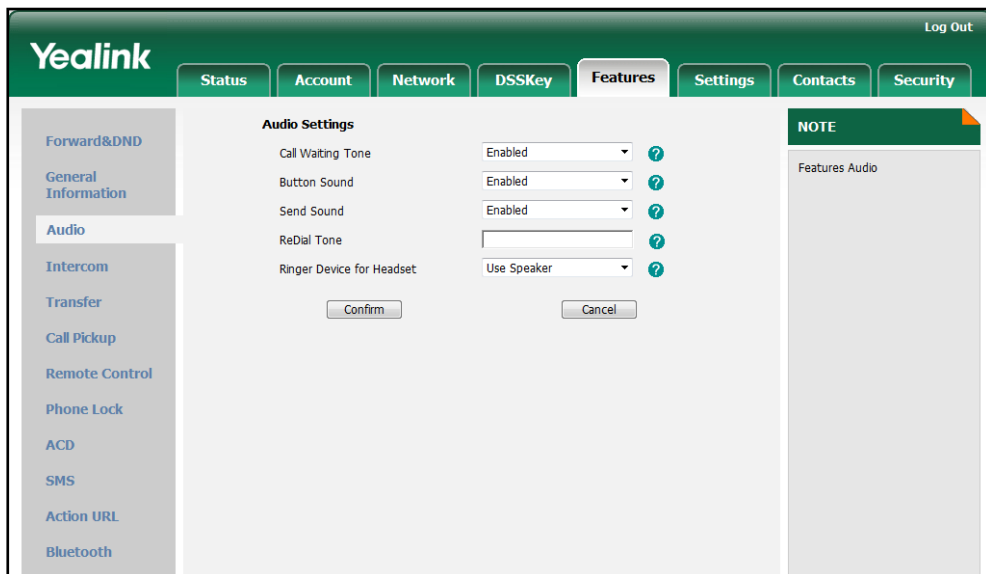 Log Out
Yealink
Status Account Network DSSKey Features Settings Contacts Security
Forward&DND
General
Information
Audio
Intercom
Transfer
Call Pickup
Remote Control
Phone Lock
ACD
SMS
Action URL
Bluetooth
Audio Settings
Call Waiting Tone Enabled ?
Button Sound Enabled ?
Send Sound Enabled ?
ReDial Tone ?
Ringer Device for Headset Use Speaker ?
Confirm Cancel
NOTE
Features Audio